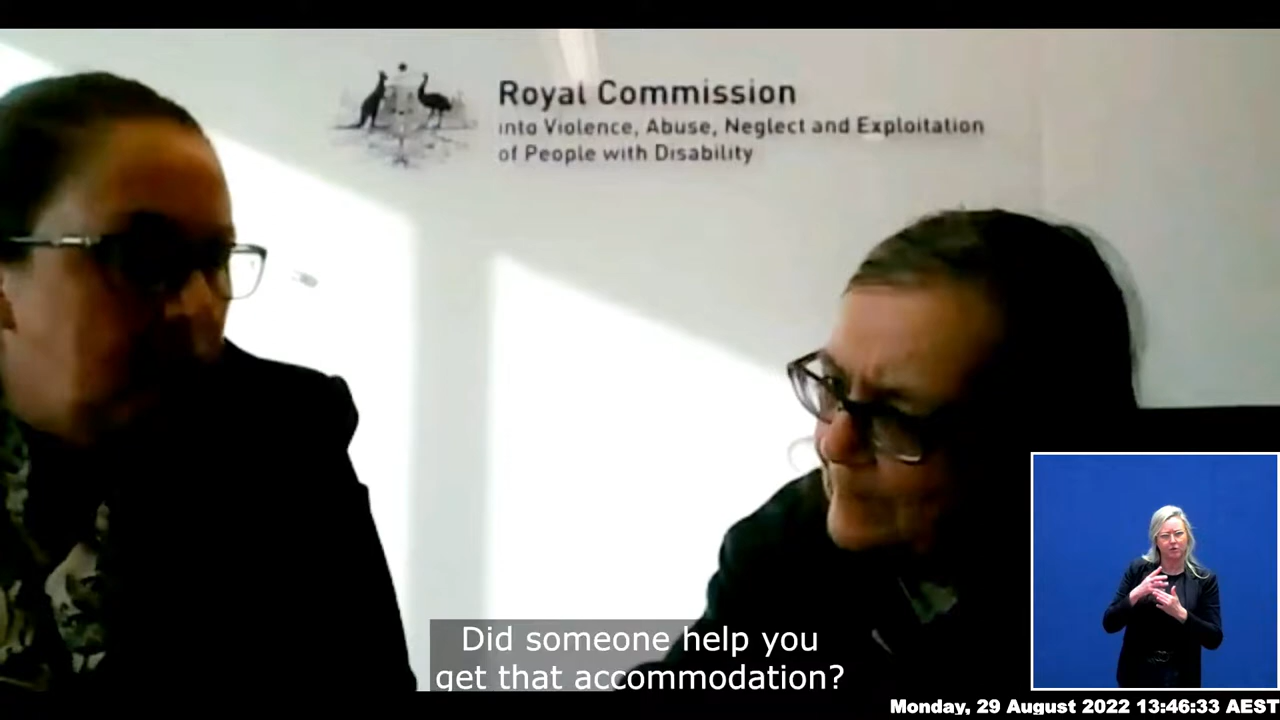 Royal Commission
into Violence, Abuse, Neglect and Exploitation
of People with Disability
Did someone help you
get that accommodation?
Monday, 29 August 2022 13:46:33 AEST